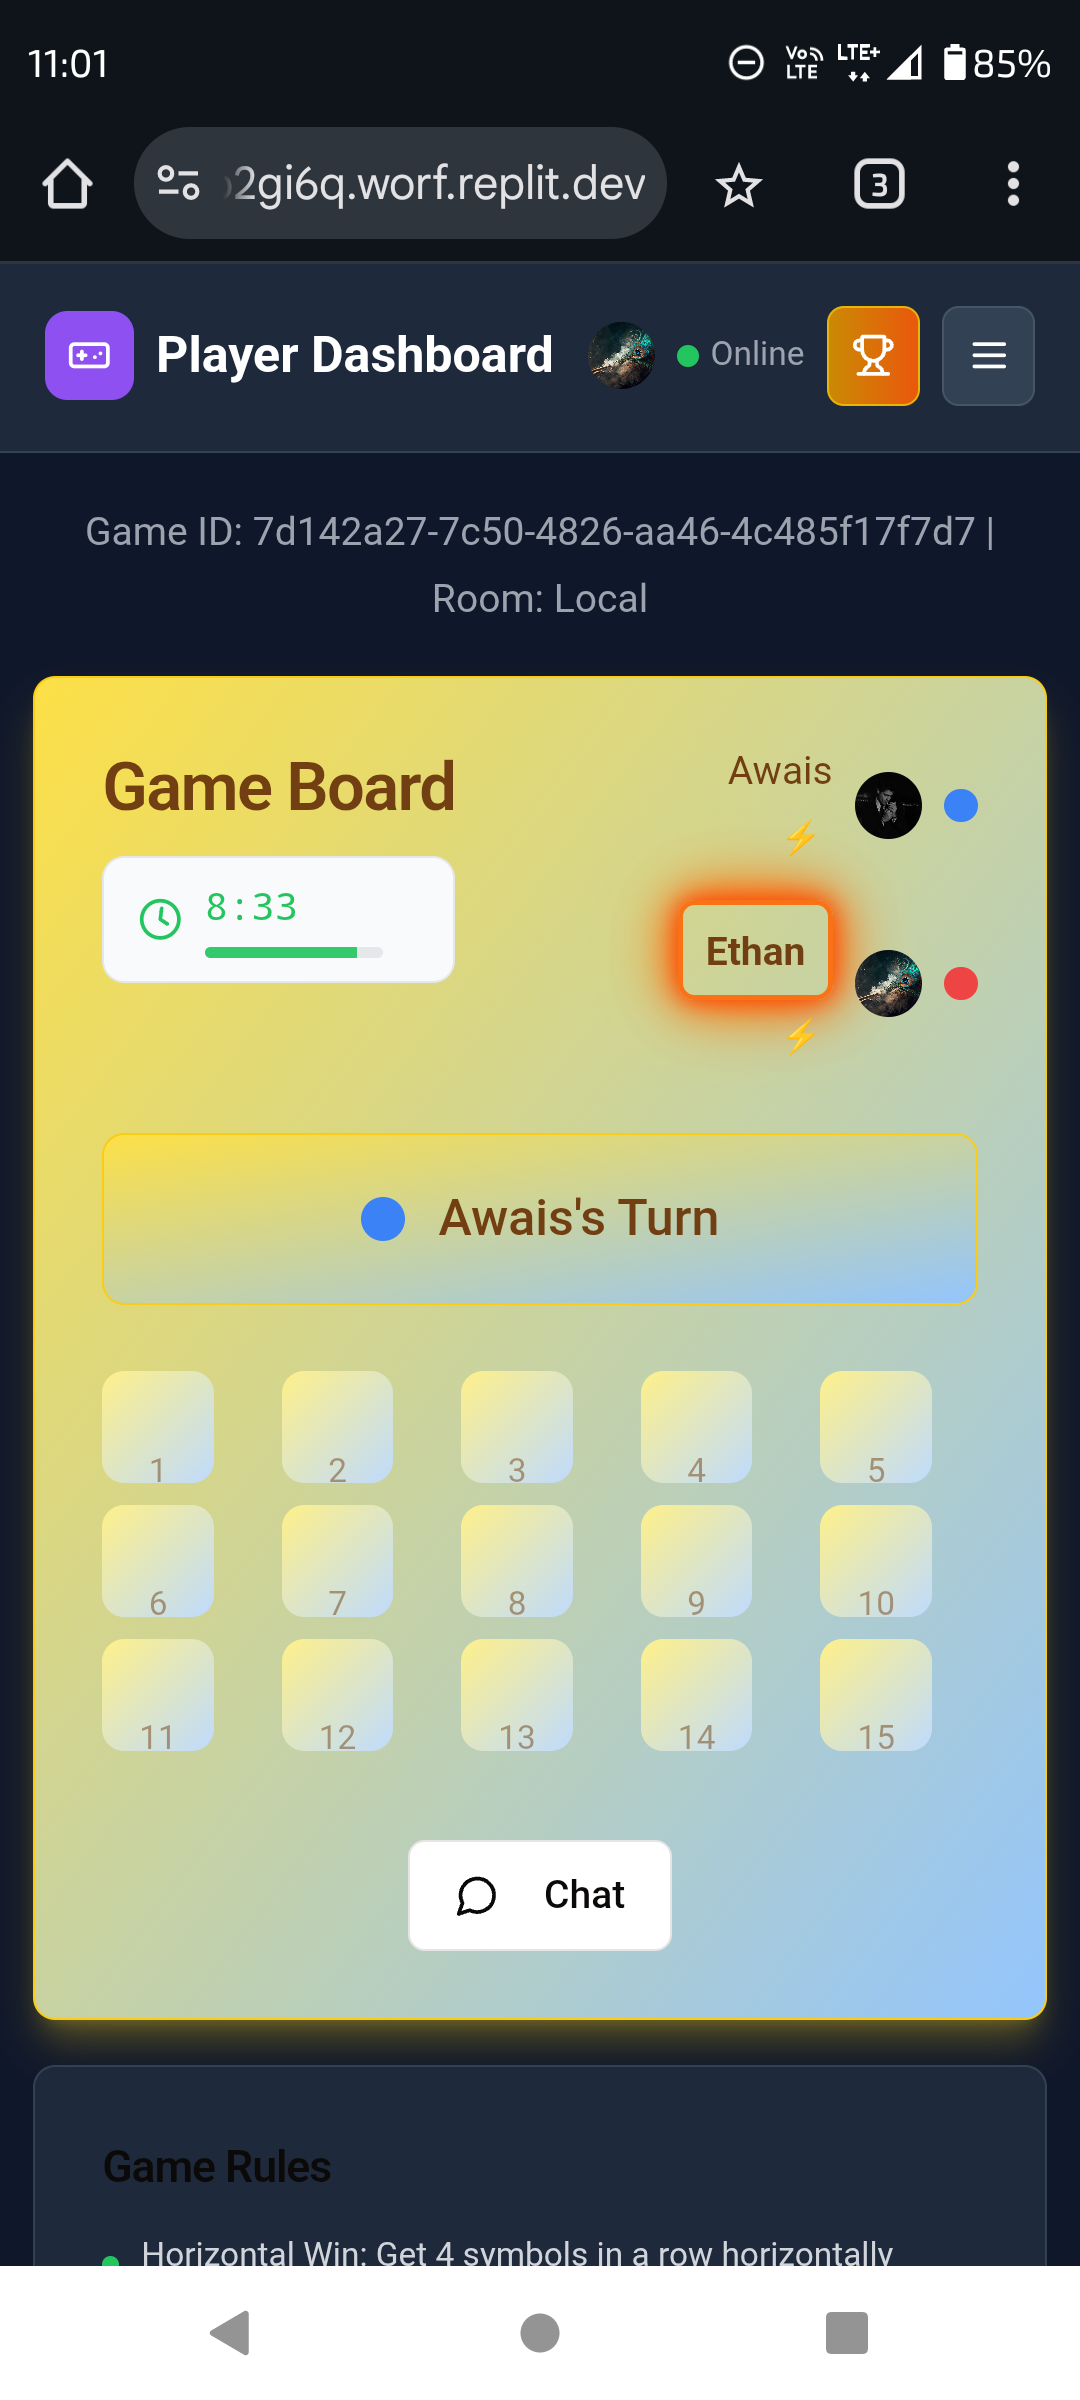 11:01
Vo
LTE
LTE+
85%
2gi6q.worf.replit.dev
3
Player Dashboard
Online
Game ID: 7d142a27-7c50-4826-aa46-4c485f17f7d7 |
Room: Local
Game Board
Awais
8:33
Ethan
Awais's Turn
1 2 3 4 5
6 7 8 9 10
11 12 13 14 15
Chat
Game Rules
Horizontal Win: Get 4 symbols in a row horizontally